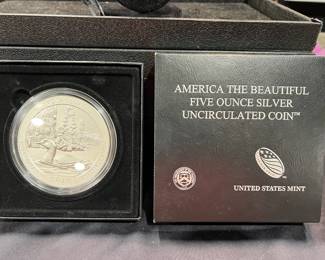 AMERICA THE BEAUTIFUL
FIVE OUNCE SILVER
UNCIRCULATED COIN™
UNITED STATES MINT